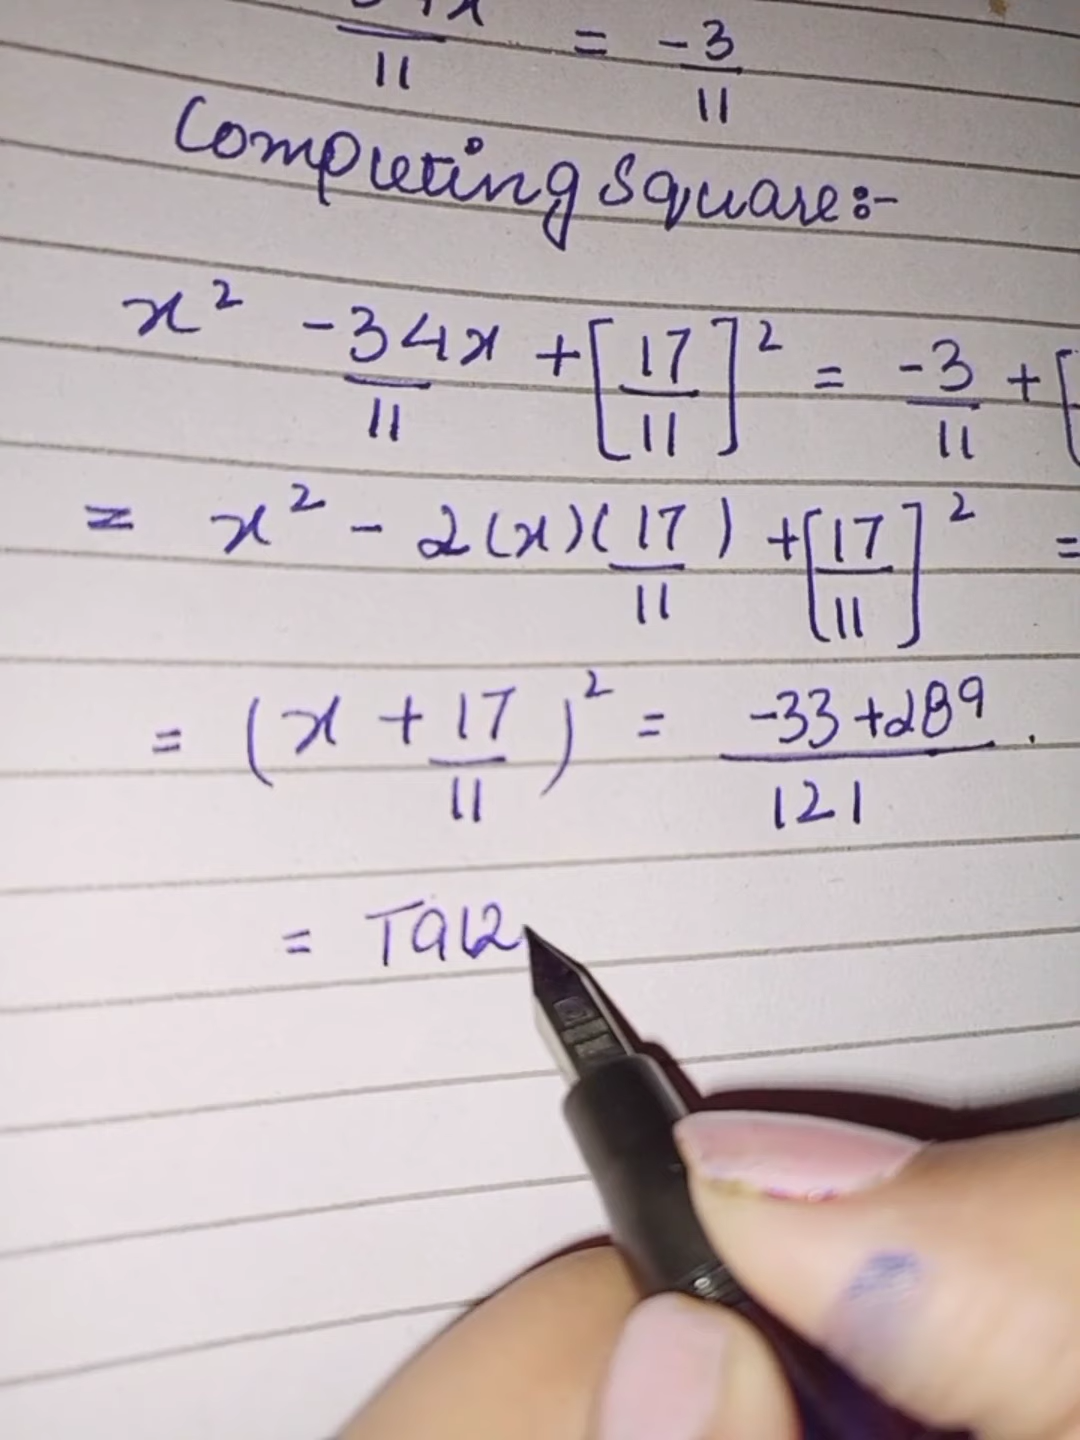 x/11 = -3/11
Completing Square:-
x² - 34x/11 + [17/11]² = -3/11 + [
= x² - 2(x)(17/11) + [17/11]² =
= (x + 17/11)² = -33+289/121 .
=